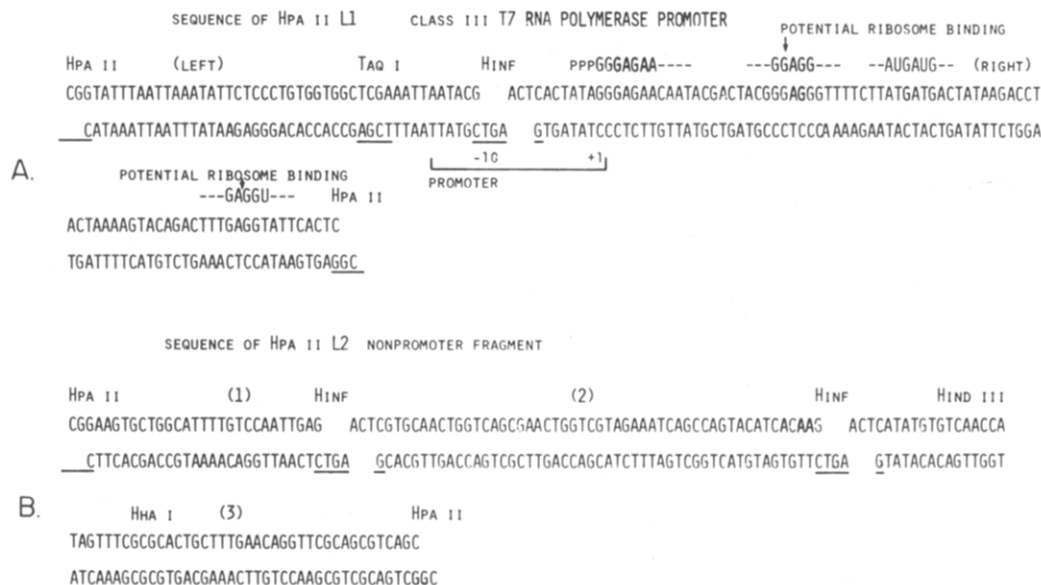 SEQUENCE OF HPA II L1 CLASS III T7 RNA POLYMERASE PROMOTER
POTENTIAL RIBOSOME BINDING
HPA II (LEFT) TAQ I HINF PPPGGGAGAA---- ---GGAGG--- --AUGAUG-- (RIGHT)
CGGTATTTAATTAAATATTCTCCCTGTGGTGGCTCGAAATTAATACG ACTCACTATAGGGAGAACAATACGACTACGGGAGGGTTTTCTTATGATGACTATAAGACCT
CATAAATTAATTTATAAGAGGGACACCACCGAGCTTTAATTATGCTGA GTGATATCCCTCTTGTTATGCTGATGCCCTCCCAAAAGAATACTACTGATATTCTGGA
-10 +1
PROMOTER
A.
POTENTIAL RIBOSOME BINDING
---GAGGU--- HPA II
ACTAAAAGTACAGACTTTGAGGTATTCACTC
TGATTTTCATGTCTGAAACTCCATAAGTGAGGC
SEQUENCE OF HPA II L2 NONPROMOTER FRAGMENT
HPA II (1) HINF (2) HINF HIND III
CGGAAGTGCTGGCATTTTGTCCAATTGAG ACTCGTGCAACTGGTCAGCGAACTGGTCGTAGAAATCAGCCAGTACATCACAAG ACTCATATGTGTCAACCA
CTTCACGACCGTAAAACAGGTTAACTCTGA GCACGTTGACCAGTCGCTTGACCAGCATCTTTAGTCGGTCATGTAGTGTTCTGA GTATACACAGTTGGT
B.
HHA I (3) HPA II
TAGTTTCGCGCACTGCTTTGAACAGGTTCGCAGCGTCAGC
ATCAAAGCGCGTGACGAAACTTGTCCAAGCGTCGCAGTCGGC